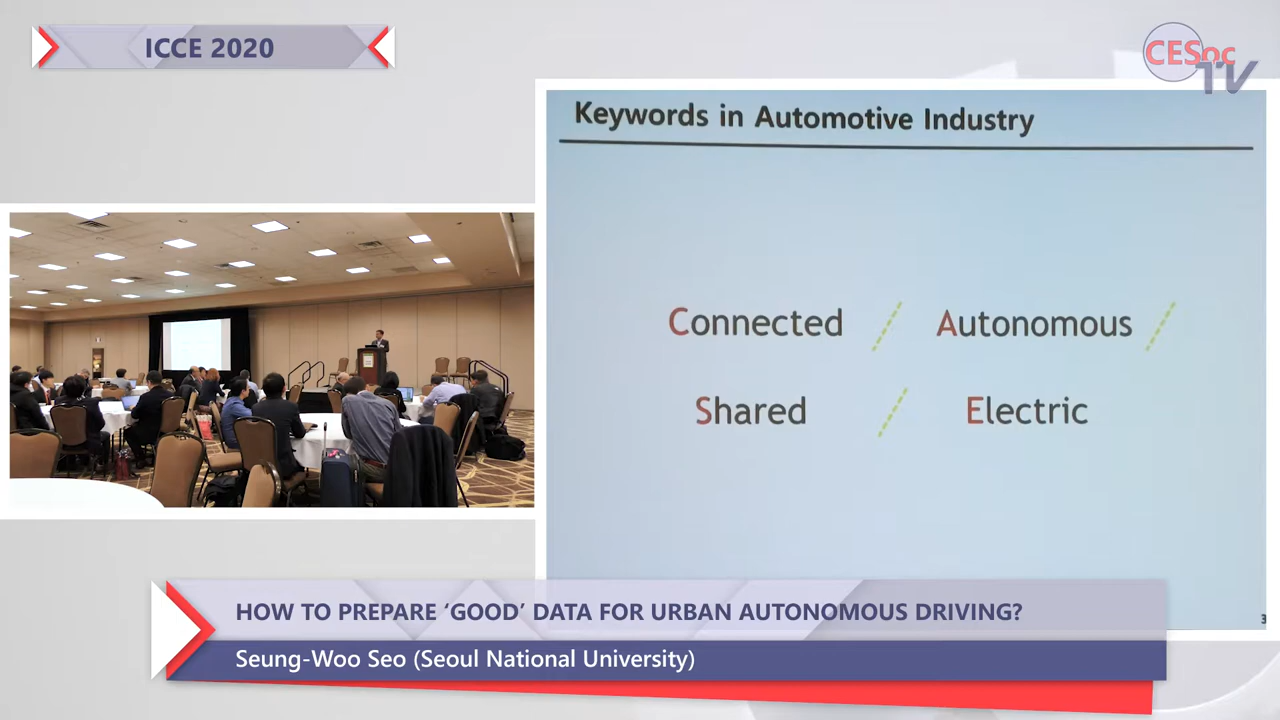 ICCE 2020
CESoc
TV
Keywords in Automotive Industry
Connected / Autonomous /
Shared / Electric
3
HOW TO PREPARE ‘GOOD’ DATA FOR URBAN AUTONOMOUS DRIVING?
Seung-Woo Seo (Seoul National University)